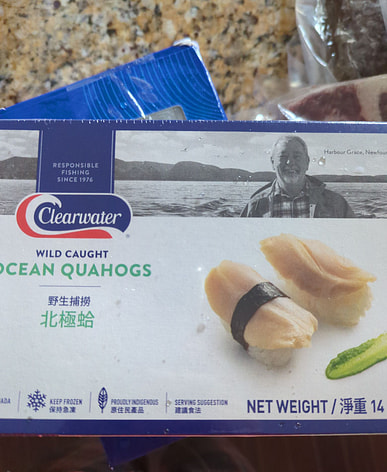 RESPONSIBLE
FISHING
SINCE 1976
Harbour Grace, Newfou
Clearwater
WILD CAUGHT
OCEAN QUAHOGS
野生捕撈
北極蛤
NADA
KEEP FROZEN
保持急凍
PROUDLY INDIGENOUS
原住民產品
SERVING SUGGESTION
建議食法
NET WEIGHT / 淨重 14